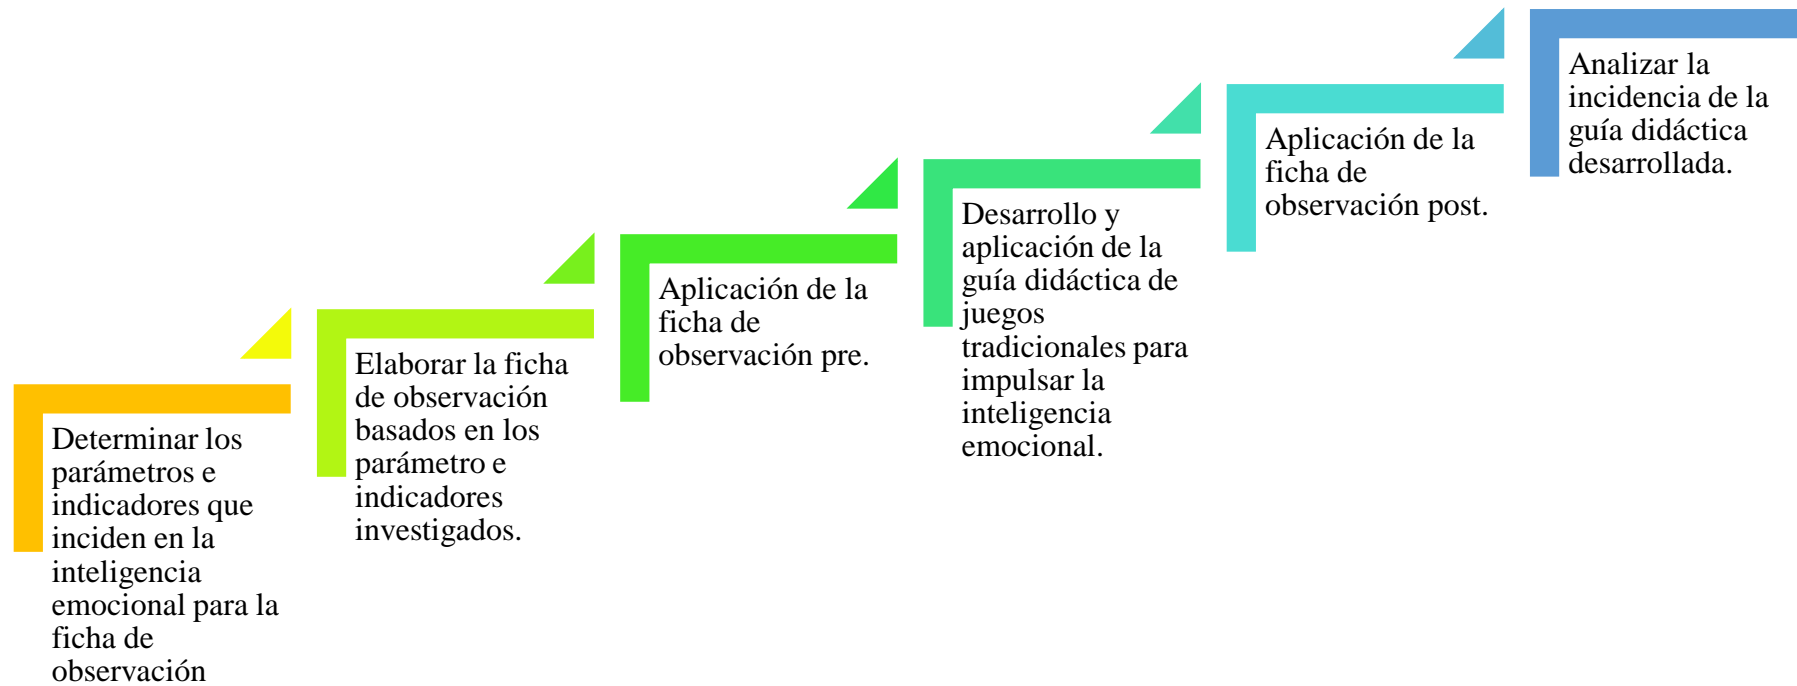 Determinar los
parámetros e
indicadores que
inciden en la
inteligencia
emocional para la
ficha de
observación
Elaborar la ficha
de observación
basados en los
parámetro e
indicadores
investigados.
Aplicación de la
ficha de
observación pre.
Desarrollo y
aplicación de la
guía didáctica de
juegos
tradicionales para
impulsar la
inteligencia
emocional.
Aplicación de la
ficha de
observación post.
Analizar la
incidencia de la
guía didáctica
desarrollada.